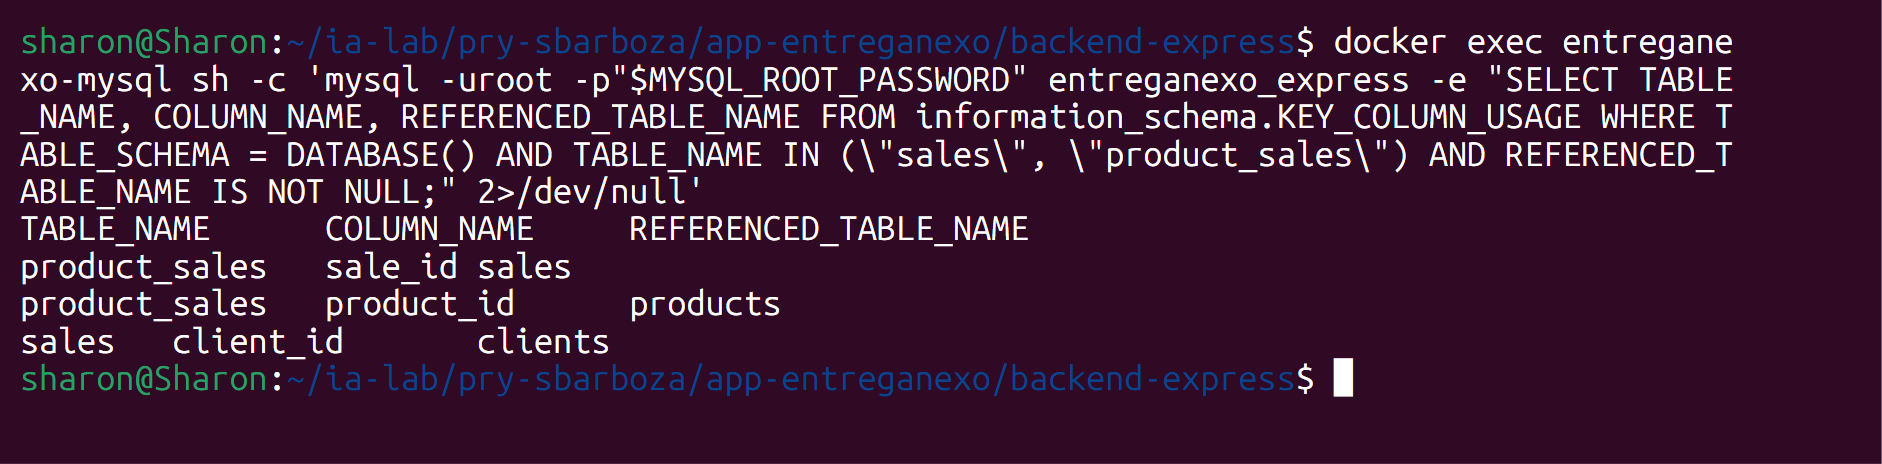 sharon@Sharon:~/ia-lab/pry-sbarboza/app-entreganexo/backend-express$ docker exec entregane
xo-mysql sh -c 'mysql -uroot -p"$MYSQL_ROOT_PASSWORD" entreganexo_express -e "SELECT TABLE
_NAME, COLUMN_NAME, REFERENCED_TABLE_NAME FROM information_schema.KEY_COLUMN_USAGE WHERE T
ABLE_SCHEMA = DATABASE() AND TABLE_NAME IN (\"sales\", \"product_sales\") AND REFERENCED_T
ABLE_NAME IS NOT NULL;" 2>/dev/null'
TABLE_NAME      COLUMN_NAME     REFERENCED_TABLE_NAME
product_sales   sale_id sales
product_sales   product_id      products
sales   client_id       clients
sharon@Sharon:~/ia-lab/pry-sbarboza/app-entreganexo/backend-express$